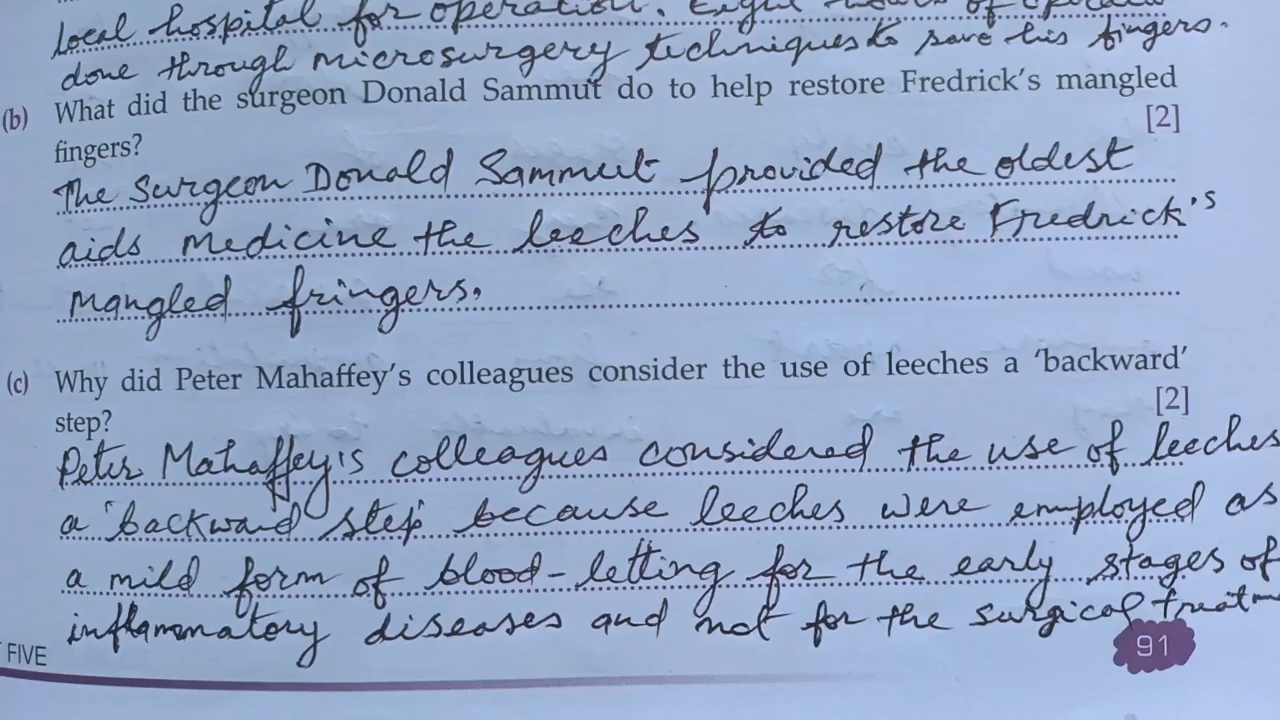 local hospital for operation. Eight of
done through microsurgery techniques to save his fingers.
(b) What did the surgeon Donald Sammut do to help restore Fredrick's mangled
fingers? [2]
The Surgeon Donald Sammut provided the oldest
aids medicine the leeches to restore Fredrick's
mangled fringers.
(c) Why did Peter Mahaffey's colleagues consider the use of leeches a 'backward'
step? [2]
Peter Mahaffey's colleagues considered the use of leeches
a "backward step" because leeches were employed as
a mild form of blood-letting for the early stages of
inflammatory diseases and not for the surgical
FIVE
91